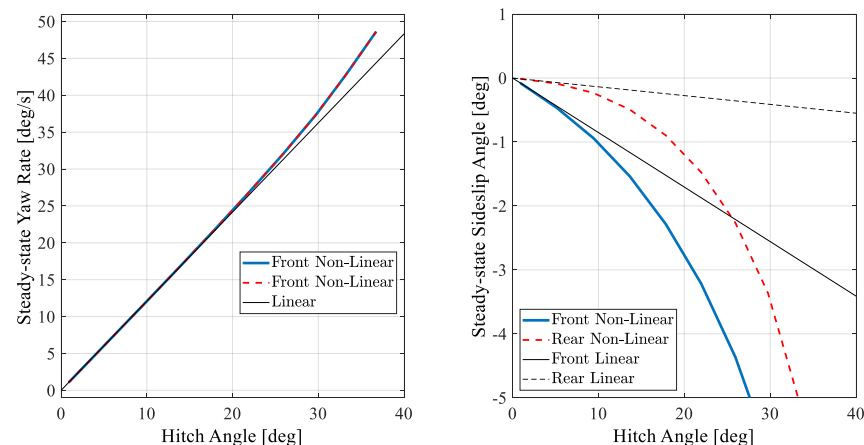 Steady-state Yaw Rate [deg/s]
50
45
40
35
30
25
20
15
10
5
0
Front Non-Linear
Front Non-Linear
Linear
0 10 20 30 40
Hitch Angle [deg]
Steady-state Sideslip Angle [deg]
1
0
-1
-2
-3
-4
-5
Front Non-Linear
Rear Non-Linear
Front Linear
Rear Linear
0 10 20 30 40
Hitch Angle [deg]